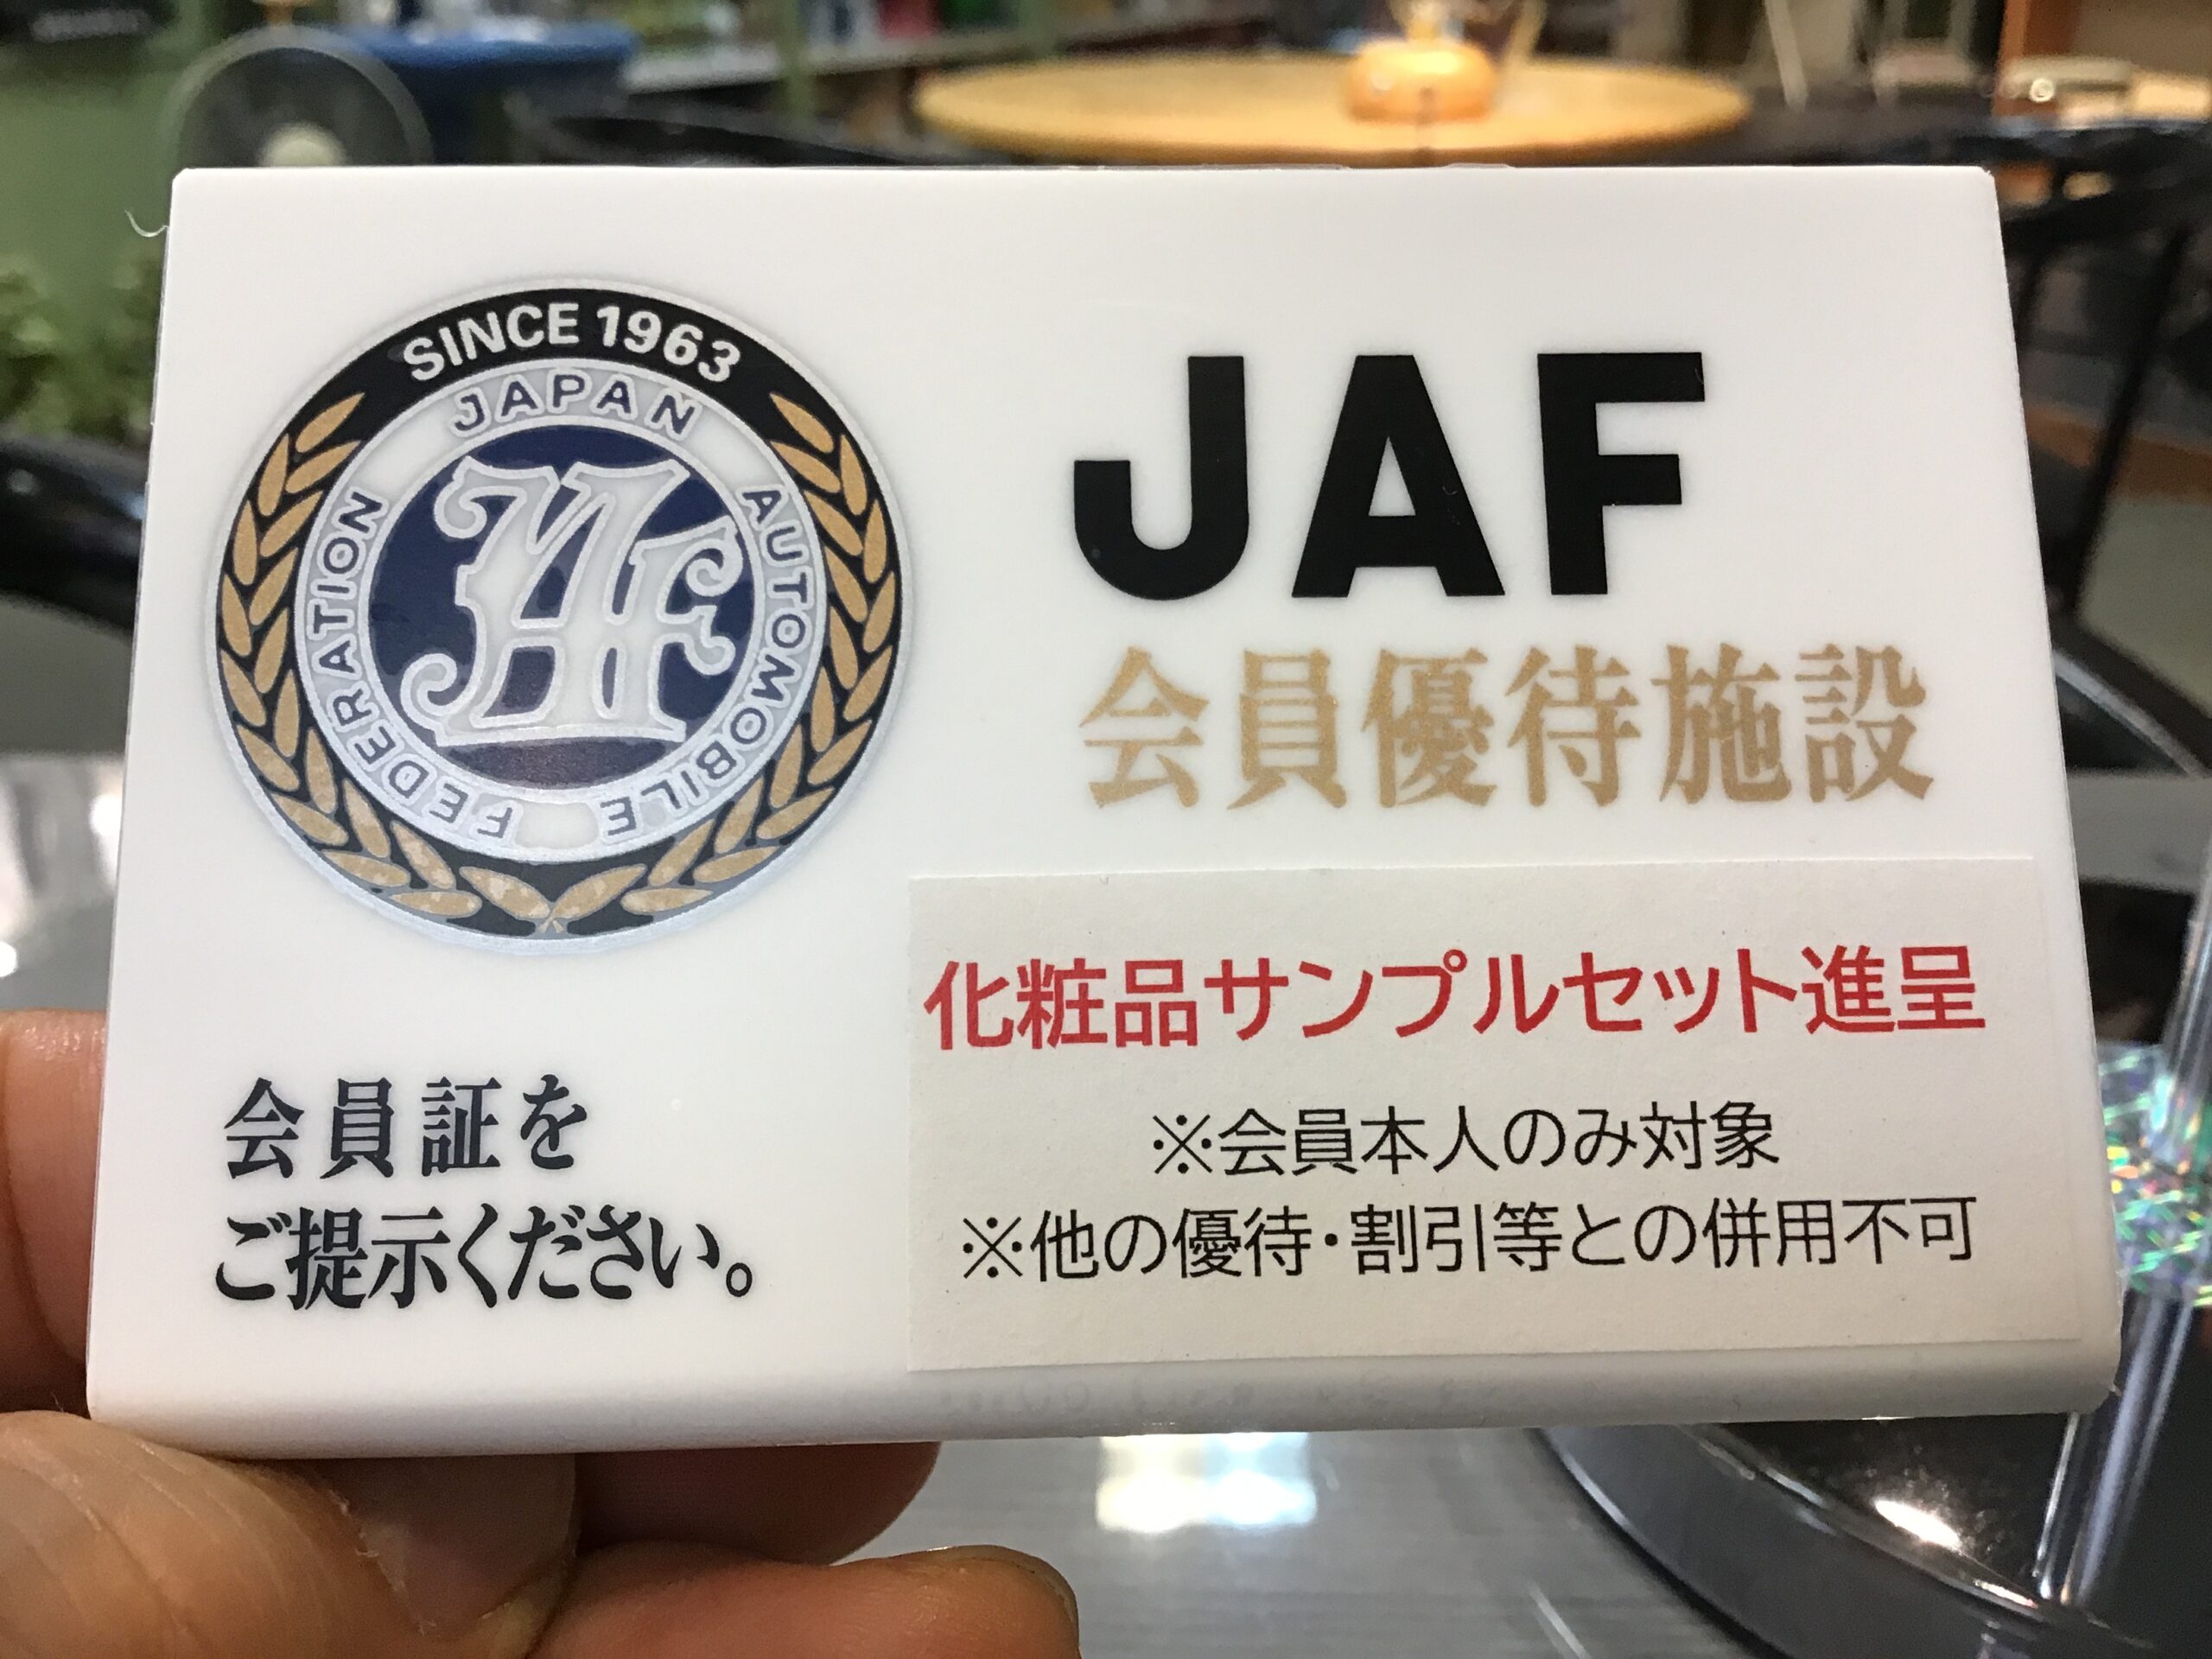 SINCE 1963
JAPAN AUTOMOBILE FEDERATION
JAF
JAF
会員優待施設
化粧品サンプルセット進呈
※会員本人のみ対象
※他の優待・割引等との併用不可
会員証を
ご提示ください。